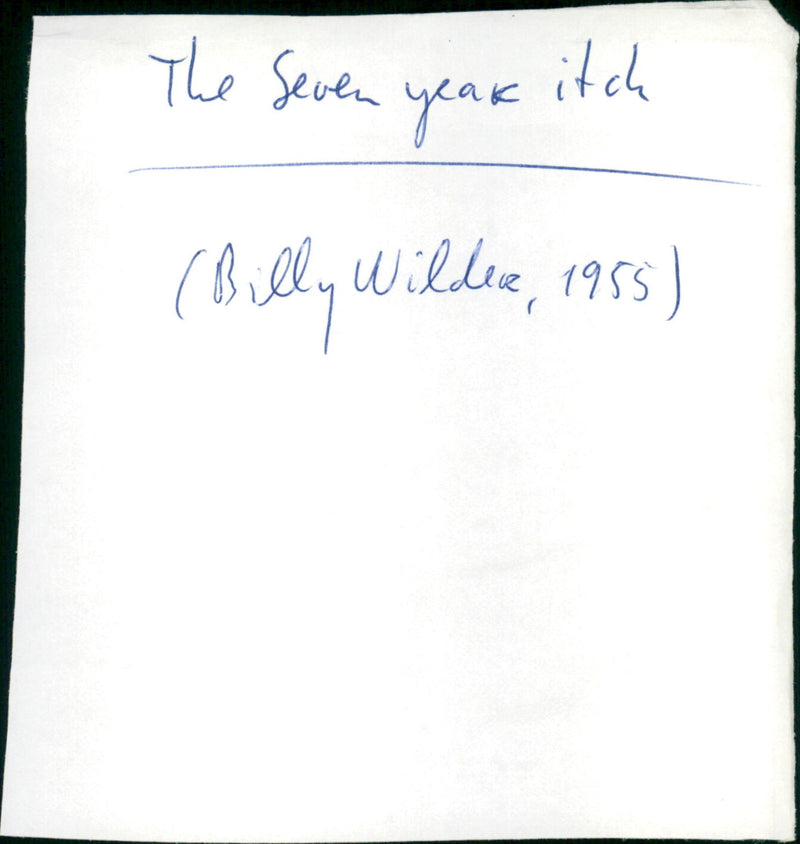 The Seven year itch
(Billy Wilder, 1955)